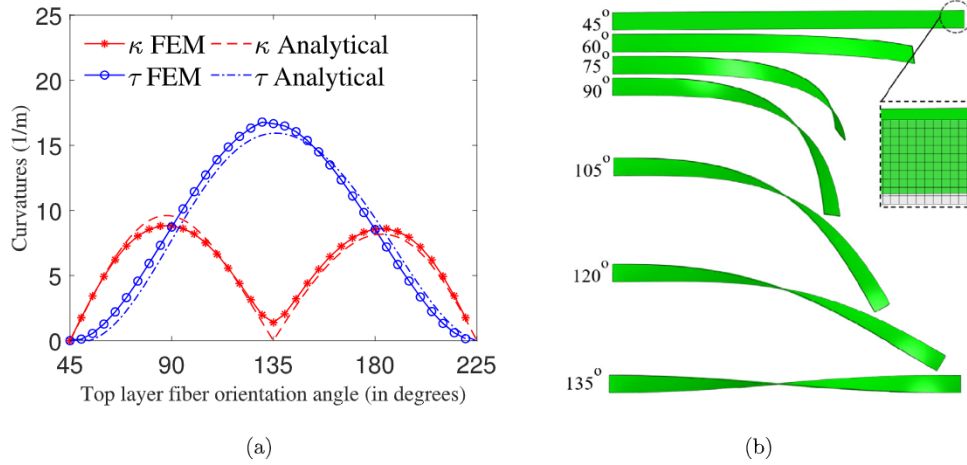 25
20
15
10
5
0
Curvatures (1/m)
κ FEM
κ Analytical
τ FEM
τ Analytical
45
90
135
180
225
Top layer fiber orientation angle (in degrees)
(a)
45°
60°
75°
90°
105°
120°
135°
(b)